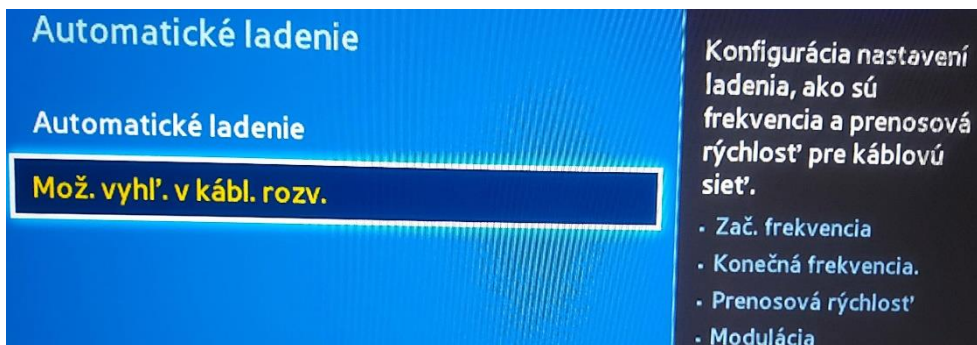 Automatické ladenie
Automatické ladenie
Mož. vyhľ. v kábl. rozv.
Konfigurácia nastavení
ladenia, ako sú
frekvencia a prenosová
rýchlosť pre káblovú
sieť.
• Zač. frekvencia
• Konečná frekvencia.
• Prenosová rýchlosť
• Modulácia